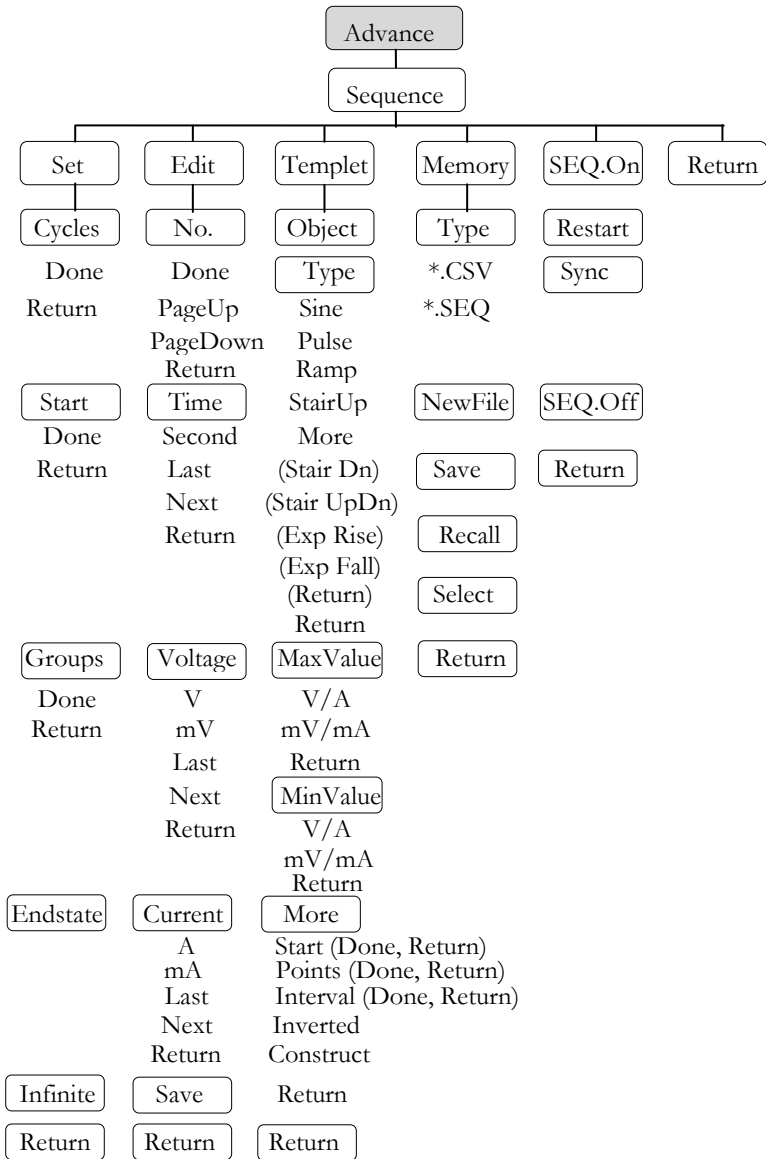 Advance
Sequence
Set Edit Templet Memory SEQ.On Return
Cycles No. Object Type Restart
Done Done Type *.CSV Sync
Return PageUp Sine *.SEQ
PageDown Pulse
Return Ramp
Start Time StairUp NewFile SEQ.Off
Done Second More
Return Last (Stair Dn) Save Return
Next (Stair UpDn)
Return (Exp Rise) Recall
(Exp Fall)
(Return) Select
Return
Groups Voltage MaxValue Return
Done V V/A
Return mV mV/mA
Last Return
Next MinValue
Return V/A
mV/mA
Return
Endstate Current More
A Start (Done, Return)
mA Points (Done, Return)
Last Interval (Done, Return)
Next Inverted
Return Construct
Infinite Save Return
Return Return Return